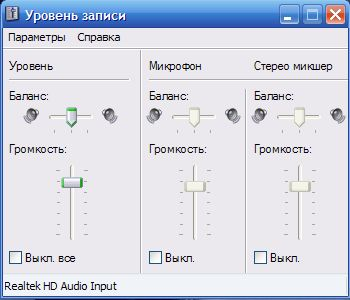 Уровень записи
Параметры Справка
Уровень Микрофон Стерео микшер
Баланс: Баланс: Баланс:
Громкость: Громкость: Громкость:
Выкл. все Выкл. Выкл.
Realtek HD Audio Input